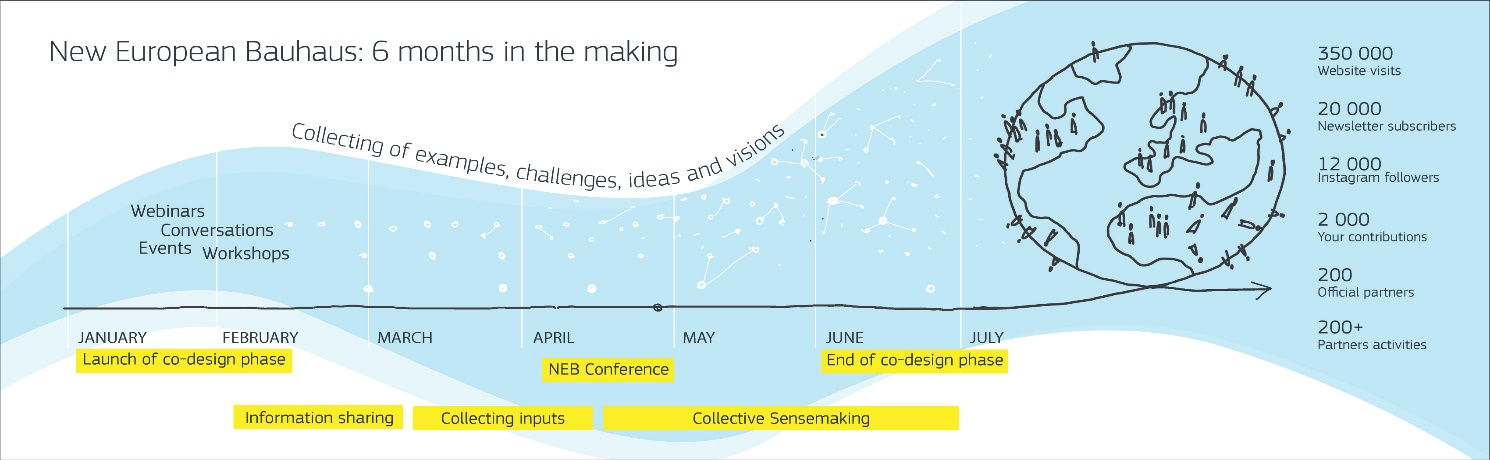 New European Bauhaus: 6 months in the making
Collecting of examples, challenges, ideas and visions
Webinars
Conversations
Events
Workshops
JANUARY
FEBRUARY
MARCH
APRIL
MAY
JUNE
JULY
Launch of co-design phase
NEB Conference
End of co-design phase
Information sharing
Collecting inputs
Collective Sensemaking
350 000
Website visits
20 000
Newsletter subscribers
12 000
Instagram followers
2 000
Your contributions
200
Official partners
200+
Partners activities